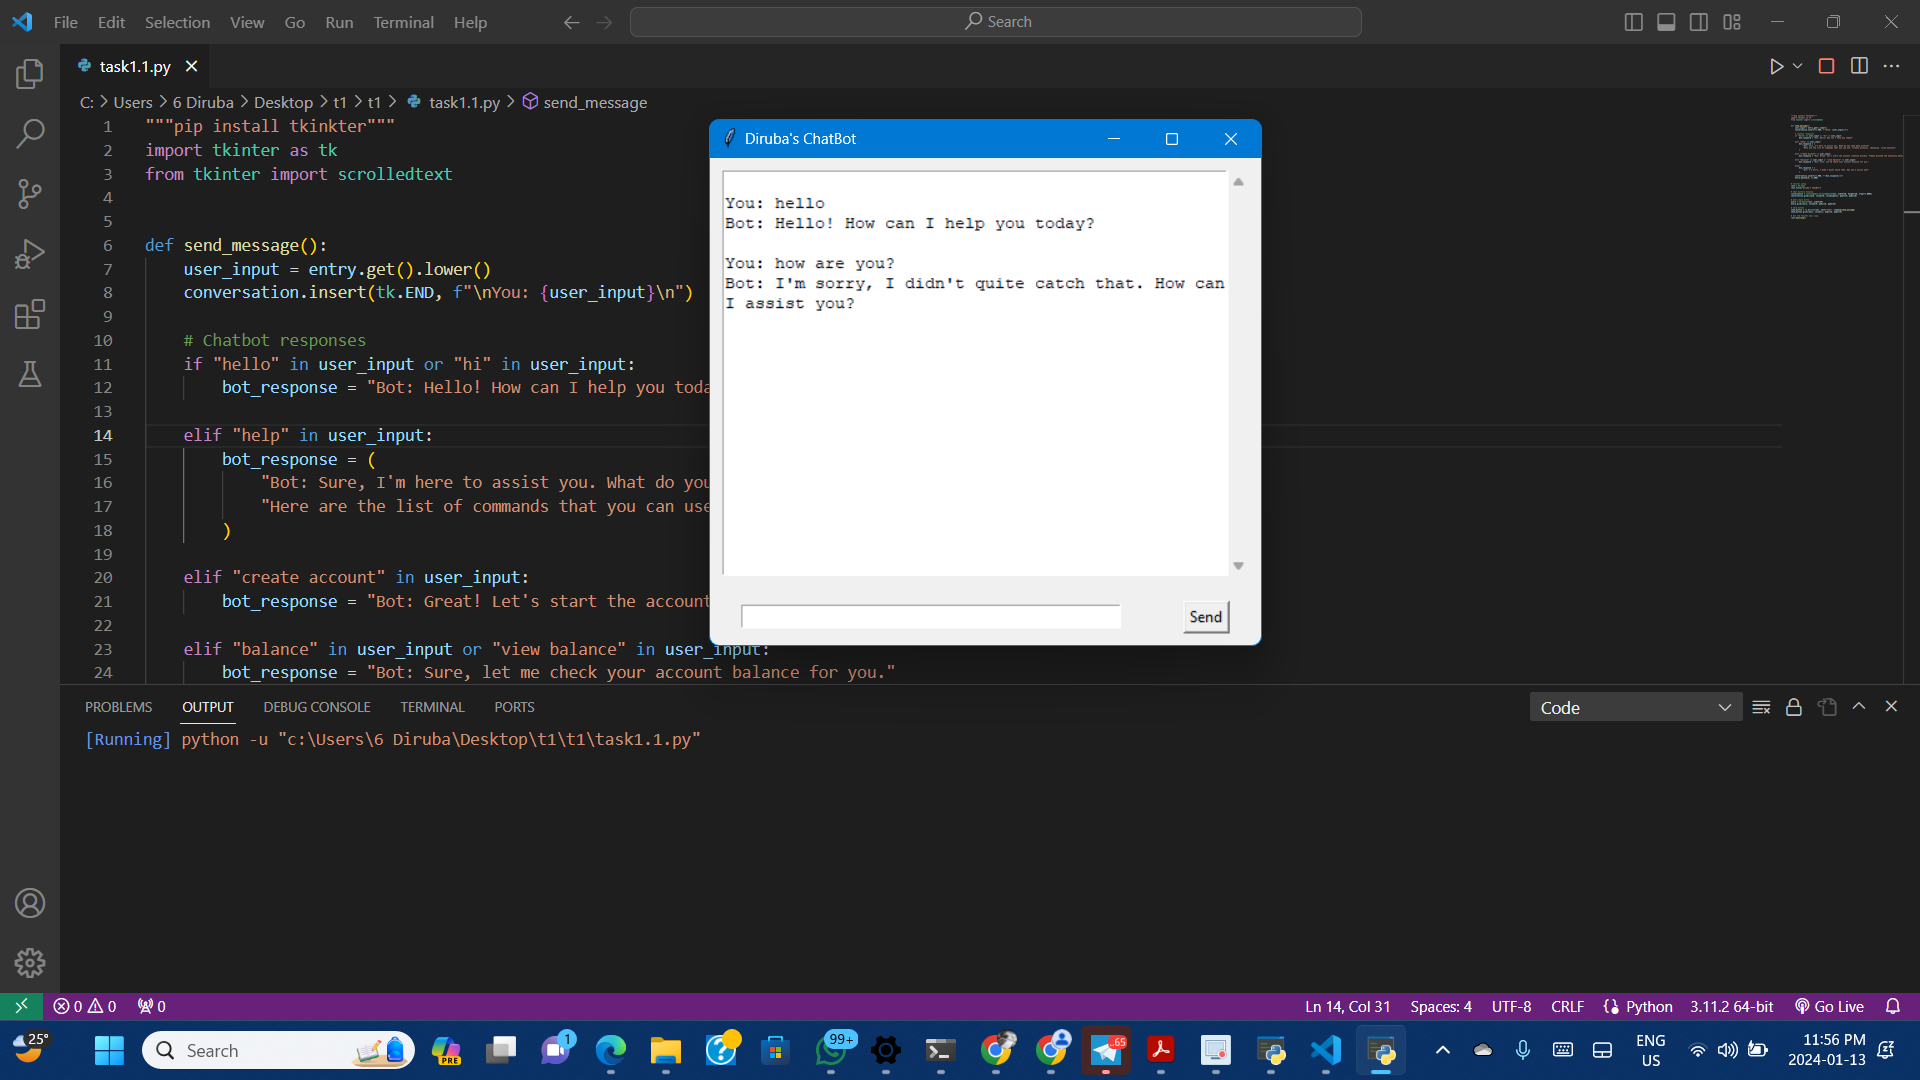 File Edit Selection View Go Run Terminal Help
Search
task1.1.py
C: > Users > 6 Diruba > Desktop > t1 > t1 > task1.1.py > send_message
1 """pip install tkinkter"""
2 import tkinter as tk
3 from tkinter import scrolledtext
4
5
6 def send_message():
7 user_input = entry.get().lower()
8 conversation.insert(tk.END, f"\nYou: {user_input}\n")
9
10 # Chatbot responses
11 if "hello" in user_input or "hi" in user_input:
12 bot_response = "Bot: Hello! How can I help you toda
13
14 elif "help" in user_input:
15 bot_response = (
16 "Bot: Sure, I'm here to assist you. What do you
17 "Here are the list of commands that you can use
18 )
19
20 elif "create account" in user_input:
21 bot_response = "Bot: Great! Let's start the account
22
23 elif "balance" in user_input or "view balance" in user_input:
24 bot_response = "Bot: Sure, let me check your account balance for you."
Diruba's ChatBot
You: hello
Bot: Hello! How can I help you today?
You: how are you?
Bot: I'm sorry, I didn't quite catch that. How can
I assist you?
Send
PROBLEMS OUTPUT DEBUG CONSOLE TERMINAL PORTS
Code
[Running] python -u "c:\Users\6 Diruba\Desktop\t1\t1\task1.1.py"
0 0 0
Ln 14, Col 31 Spaces: 4 UTF-8 CRLF Python 3.11.2 64-bit Go Live
25°
Search
PRE
1
99+
..65
ENG
US
11:56 PM
2024-01-13